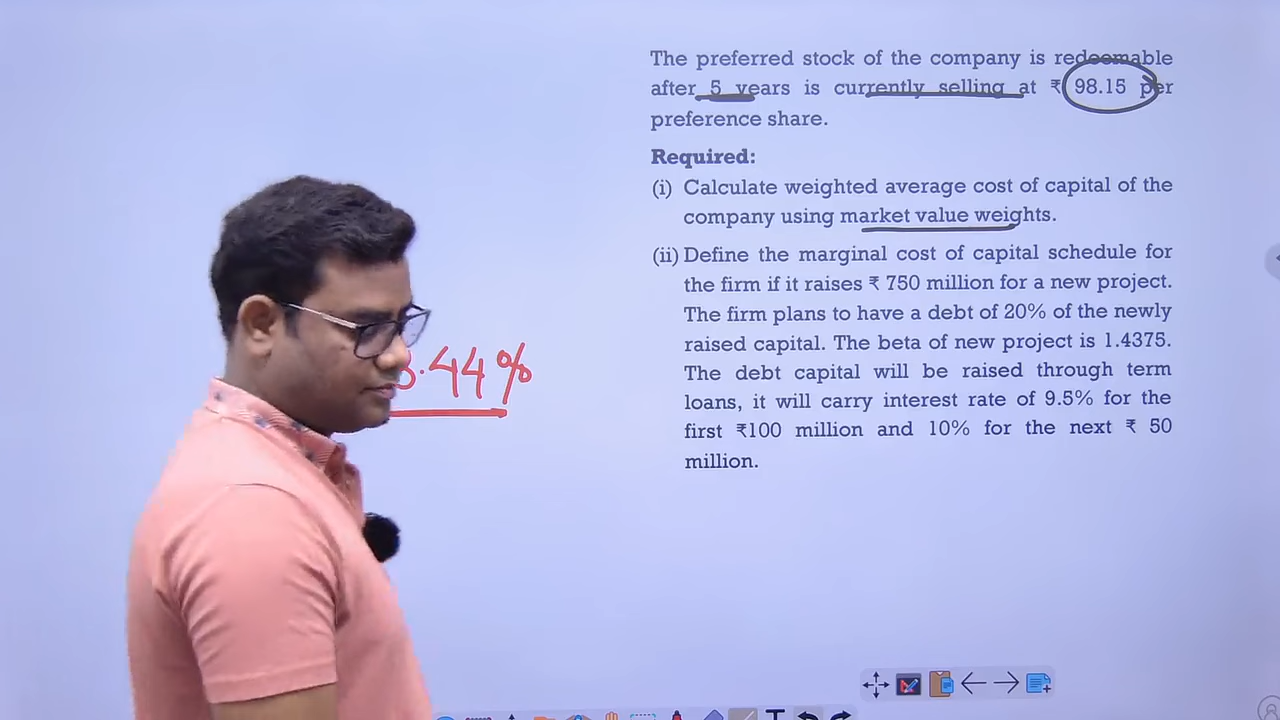 The preferred stock of the company is redeemable
after 5 years is currently selling at ₹ 98.15 per
preference share.
Required:
(i) Calculate weighted average cost of capital of the
company using market value weights.
(ii) Define the marginal cost of capital schedule for
the firm if it raises ₹ 750 million for a new project.
The firm plans to have a debt of 20% of the newly
raised capital. The beta of new project is 1.4375.
The debt capital will be raised through term
loans, it will carry interest rate of 9.5% for the
first ₹100 million and 10% for the next ₹ 50
million.
3.44%